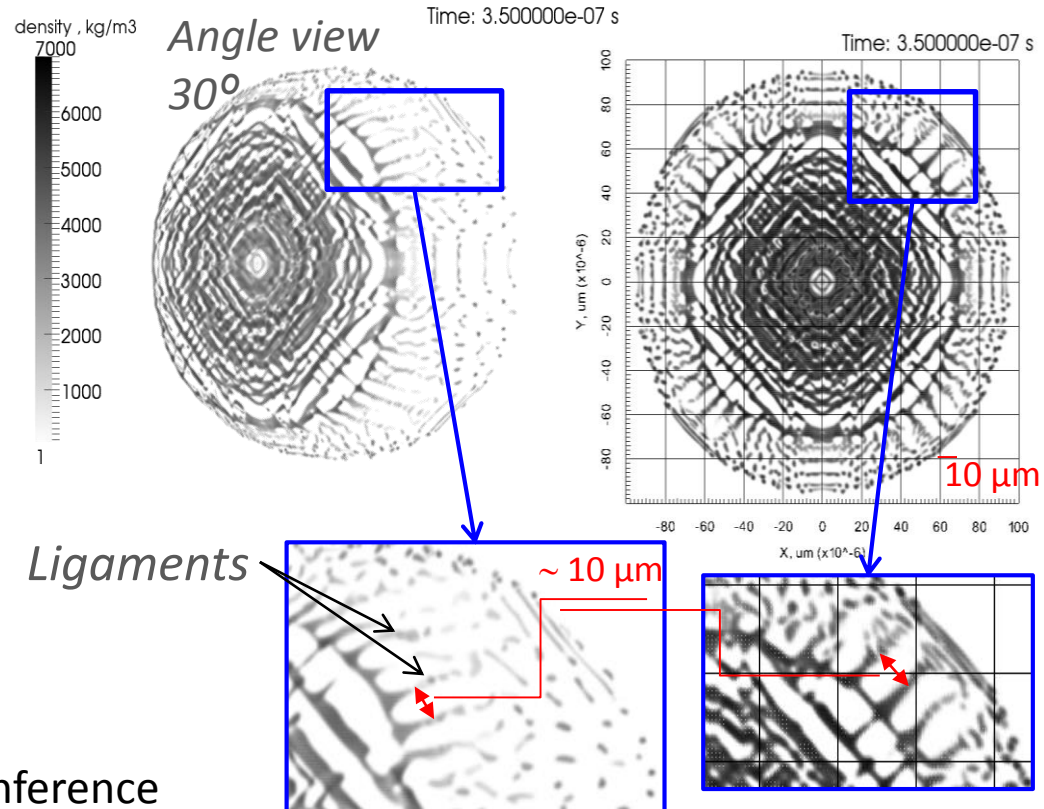 Time: 3.500000e-07 s
density , kg/m3
7000
6000
5000
4000
3000
2000
1000
1
Angle view
30º
Time: 3.500000e-07 s
100
80
60
40
20
0
-20
-40
-60
-80
Y, um (x10^-6)
10 µm
-80 -60 -40 -20 0 20 40 60 80 100
X, um (x10^-6)
Ligaments
~ 10 µm
nference